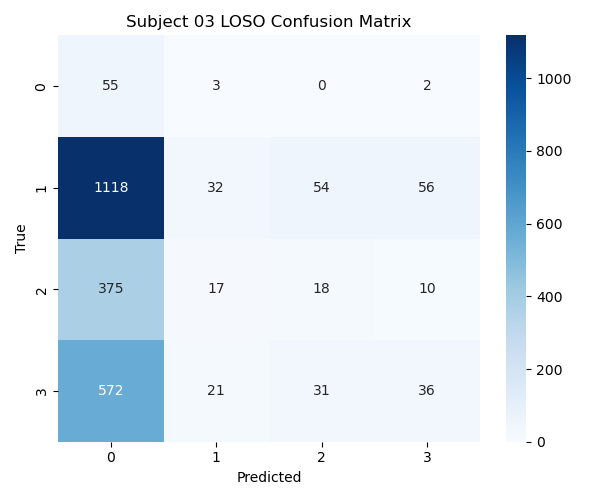 Subject 03 LOSO Confusion Matrix
0 55 3 0 2
1 1118 32 54 56
2 375 17 18 10
3 572 21 31 36
0 1 2 3
Predicted
True
1000
800
600
400
200
0